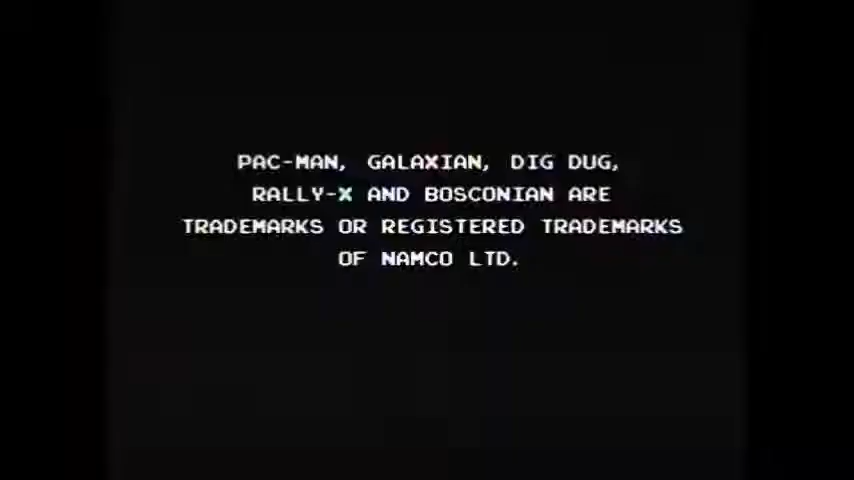 PAC-MAN, GALAXIAN, DIG DUG,
RALLY-X AND BOSCONIAN ARE
TRADEMARKS OR REGISTERED TRADEMARKS
OF NAMCO LTD.